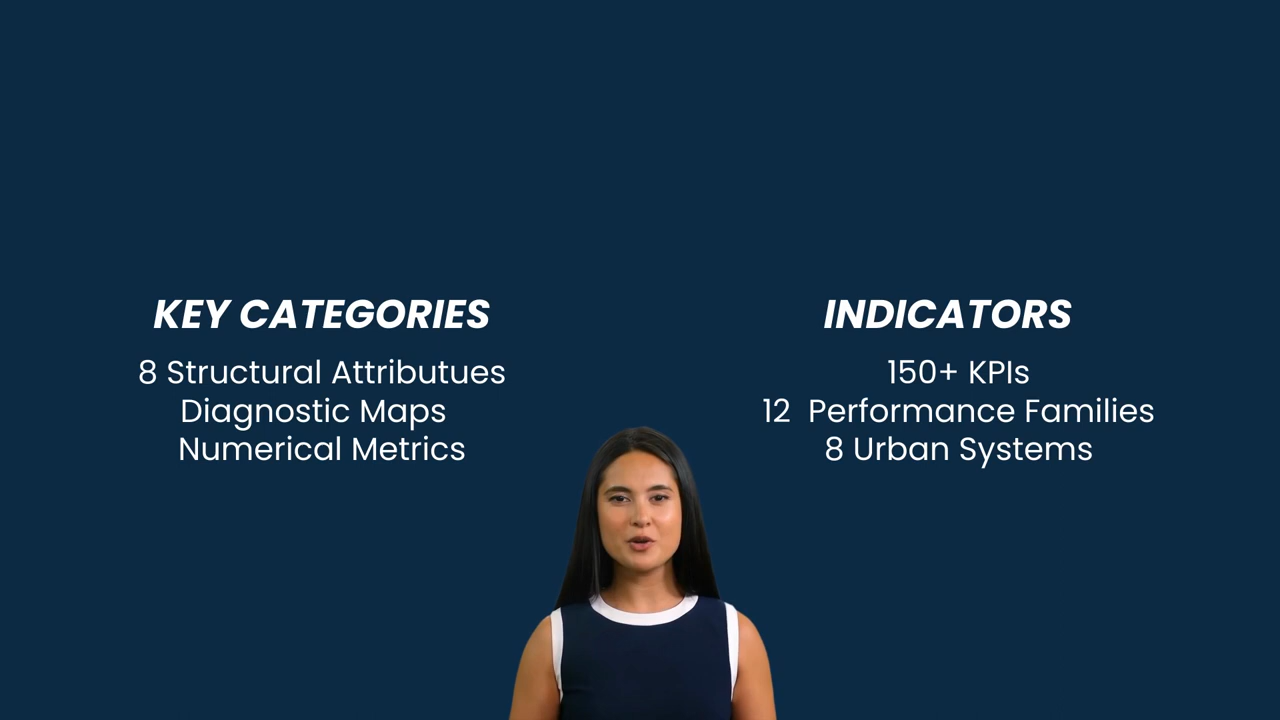 KEY CATEGORIES
8 Structural Attributues
Diagnostic Maps
Numerical Metrics
INDICATORS
150+ KPIs
12  Performance Families
8 Urban Systems